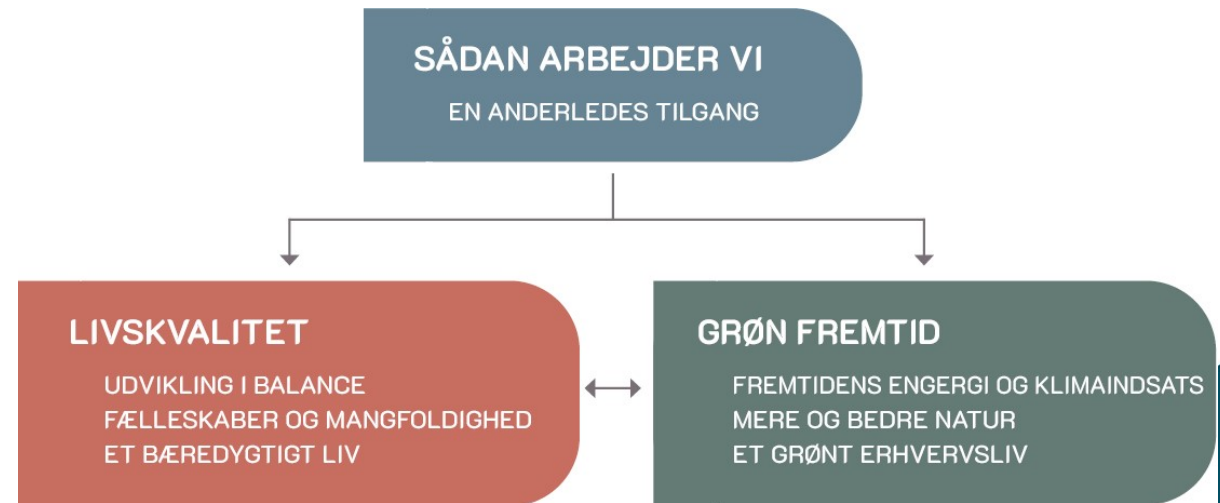 SÅDAN ARBEJDER VI
EN ANDERLEDES TILGANG
LIVSKVALITET
UDVIKLING I BALANCE
FÆLLESKABER OG MANGFOLDIGHED
ET BÆREDYGTIGT LIV
GRØN FREMTID
FREMTIDENS ENGERGI OG KLIMAINDSATS
MERE OG BEDRE NATUR
ET GRØNT ERHVERVSLIV